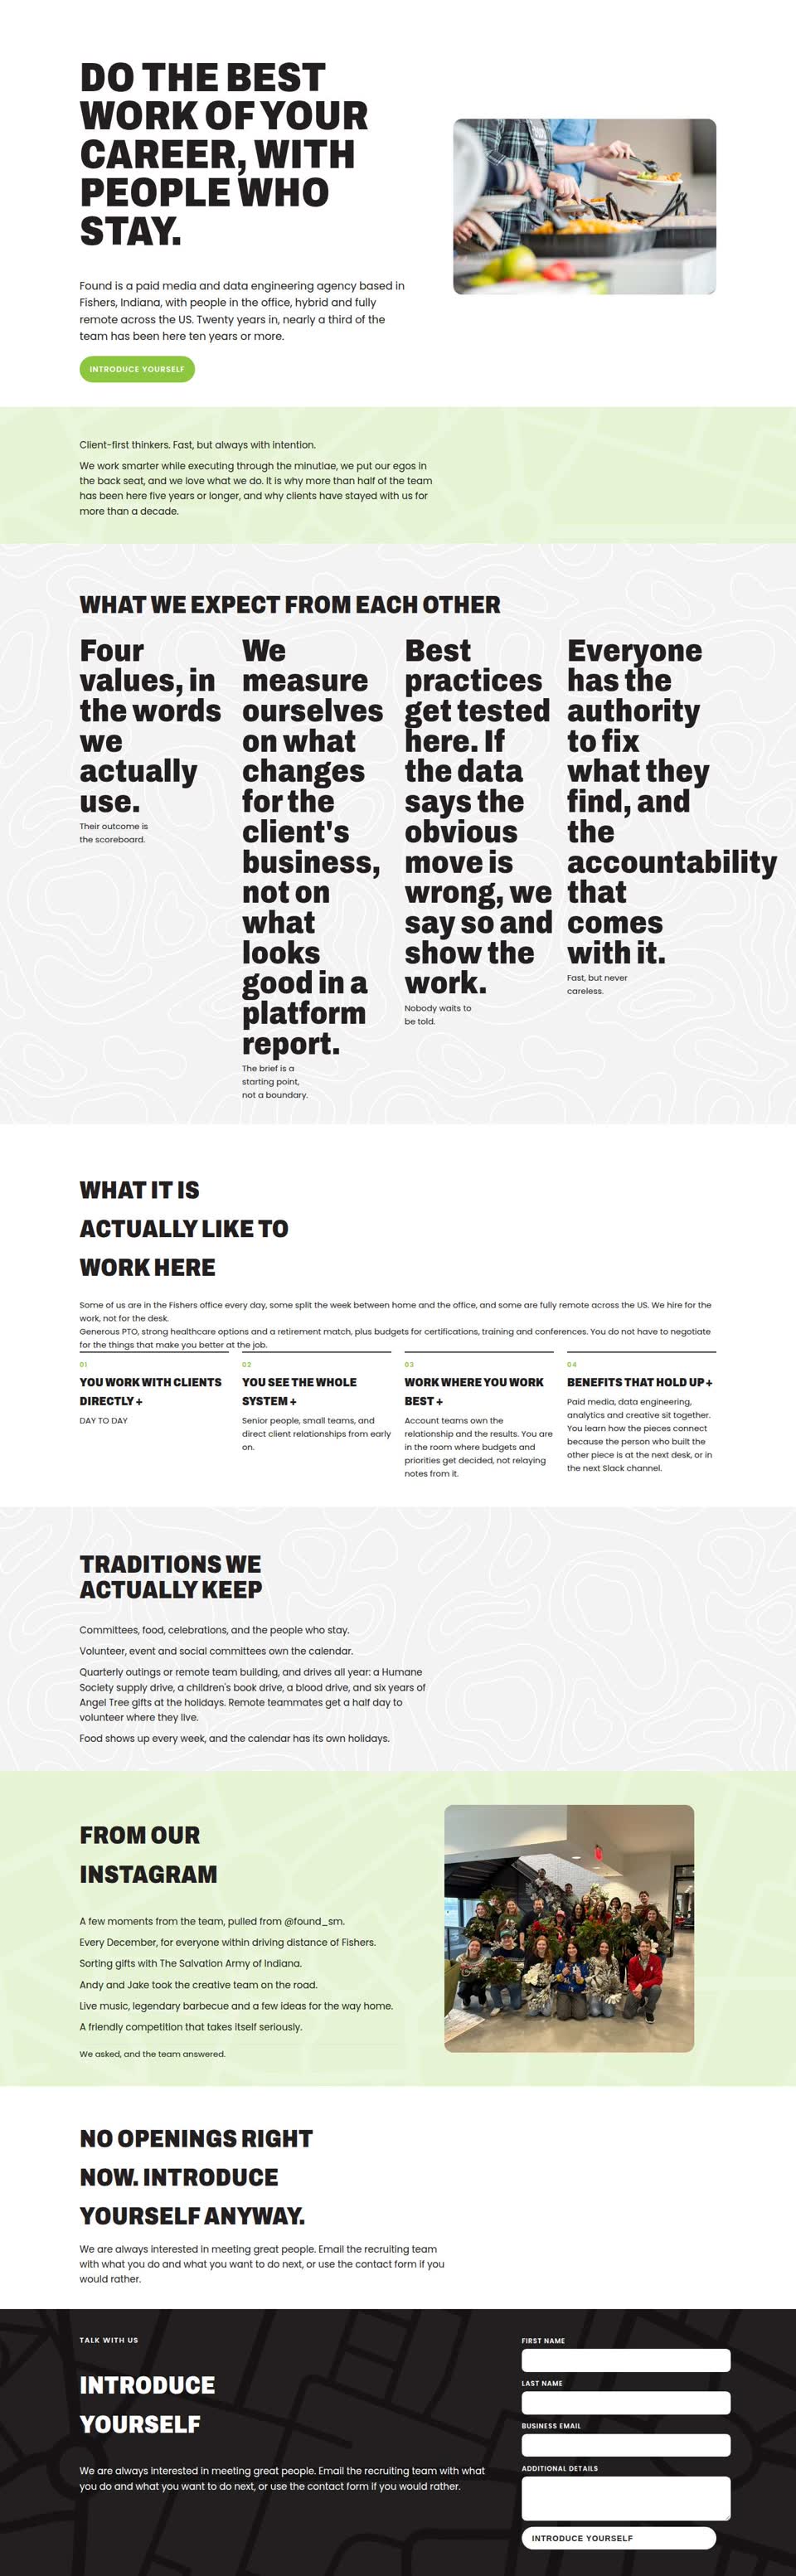 DO THE BEST
WORK OF YOUR
CAREER, WITH
PEOPLE WHO
STAY.
Found is a paid media and data engineering agency based in
Fishers, Indiana, with people in the office, hybrid and fully
remote across the US. Twenty years in, nearly a third of the
team has been here ten years or more.
INTRODUCE YOURSELF
Client-first thinkers. Fast, but always with intention.
We work smarter while executing through the minutiae, we put our egos in
the back seat, and we love what we do. It is why more than half of the team
has been here five years or longer, and why clients have stayed with us for
more than a decade.
WHAT WE EXPECT FROM EACH OTHER
Four
values, in
the words
we
actually
use.
Their outcome is
the scoreboard.
We
measure
ourselves
on what
changes
for the
client's
business,
not on
what
looks
good in a
platform
report.
The brief is a
starting point,
not a boundary.
Best
practices
get tested
here. If
the data
says the
obvious
move is
wrong, we
say so and
show the
work.
Nobody waits to
be told.
Everyone
has the
authority
to fix
what they
find, and
the
accountability
that
comes
with it.
Fast, but never
careless.
WHAT IT IS
ACTUALLY LIKE TO
WORK HERE
Some of us are in the Fishers office every day, some split the week between home and the office, and some are fully remote across the US. We hire for the
work, not for the desk.
Generous PTO, strong healthcare options and a retirement match, plus budgets for certifications, training and conferences. You do not have to negotiate
for the things that make you better at the job.
01
YOU WORK WITH CLIENTS
DIRECTLY +
DAY TO DAY
02
YOU SEE THE WHOLE
SYSTEM +
Senior people, small teams, and
direct client relationships from early
on.
03
WORK WHERE YOU WORK
BEST +
Account teams own the
relationship and the results. You are
in the room where budgets and
priorities get decided, not relaying
notes from it.
04
BENEFITS THAT HOLD UP +
Paid media, data engineering,
analytics and creative sit together.
You learn how the pieces connect
because the person who built the
other piece is at the next desk, or in
the next Slack channel.
TRADITIONS WE
ACTUALLY KEEP
Committees, food, celebrations, and the people who stay.
Volunteer, event and social committees own the calendar.
Quarterly outings or remote team building, and drives all year: a Humane
Society supply drive, a children's book drive, a blood drive, and six years of
Angel Tree gifts at the holidays. Remote teammates get a half day to
volunteer where they live.
Food shows up every week, and the calendar has its own holidays.
FROM OUR
INSTAGRAM
A few moments from the team, pulled from @found_sm.
Every December, for everyone within driving distance of Fishers.
Sorting gifts with The Salvation Army of Indiana.
Andy and Jake took the creative team on the road.
Live music, legendary barbecue and a few ideas for the way home.
A friendly competition that takes itself seriously.
We asked, and the team answered.
NO OPENINGS RIGHT
NOW. INTRODUCE
YOURSELF ANYWAY.
We are always interested in meeting great people. Email the recruiting team
with what you do and what you want to do next, or use the contact form if you
would rather.
TALK WITH US
INTRODUCE
YOURSELF
We are always interested in meeting great people. Email the recruiting team with what
you do and what you want to do next, or use the contact form if you would rather.
FIRST NAME
LAST NAME
BUSINESS EMAIL
ADDITIONAL DETAILS
INTRODUCE YOURSELF